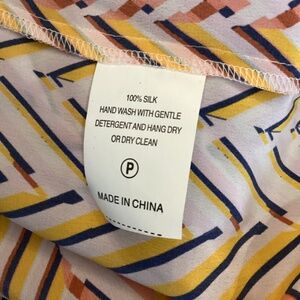 100% SILK
HAND WASH WITH GENTLE
DETERGENT AND HANG DRY
OR DRY CLEAN
P
MADE IN CHINA